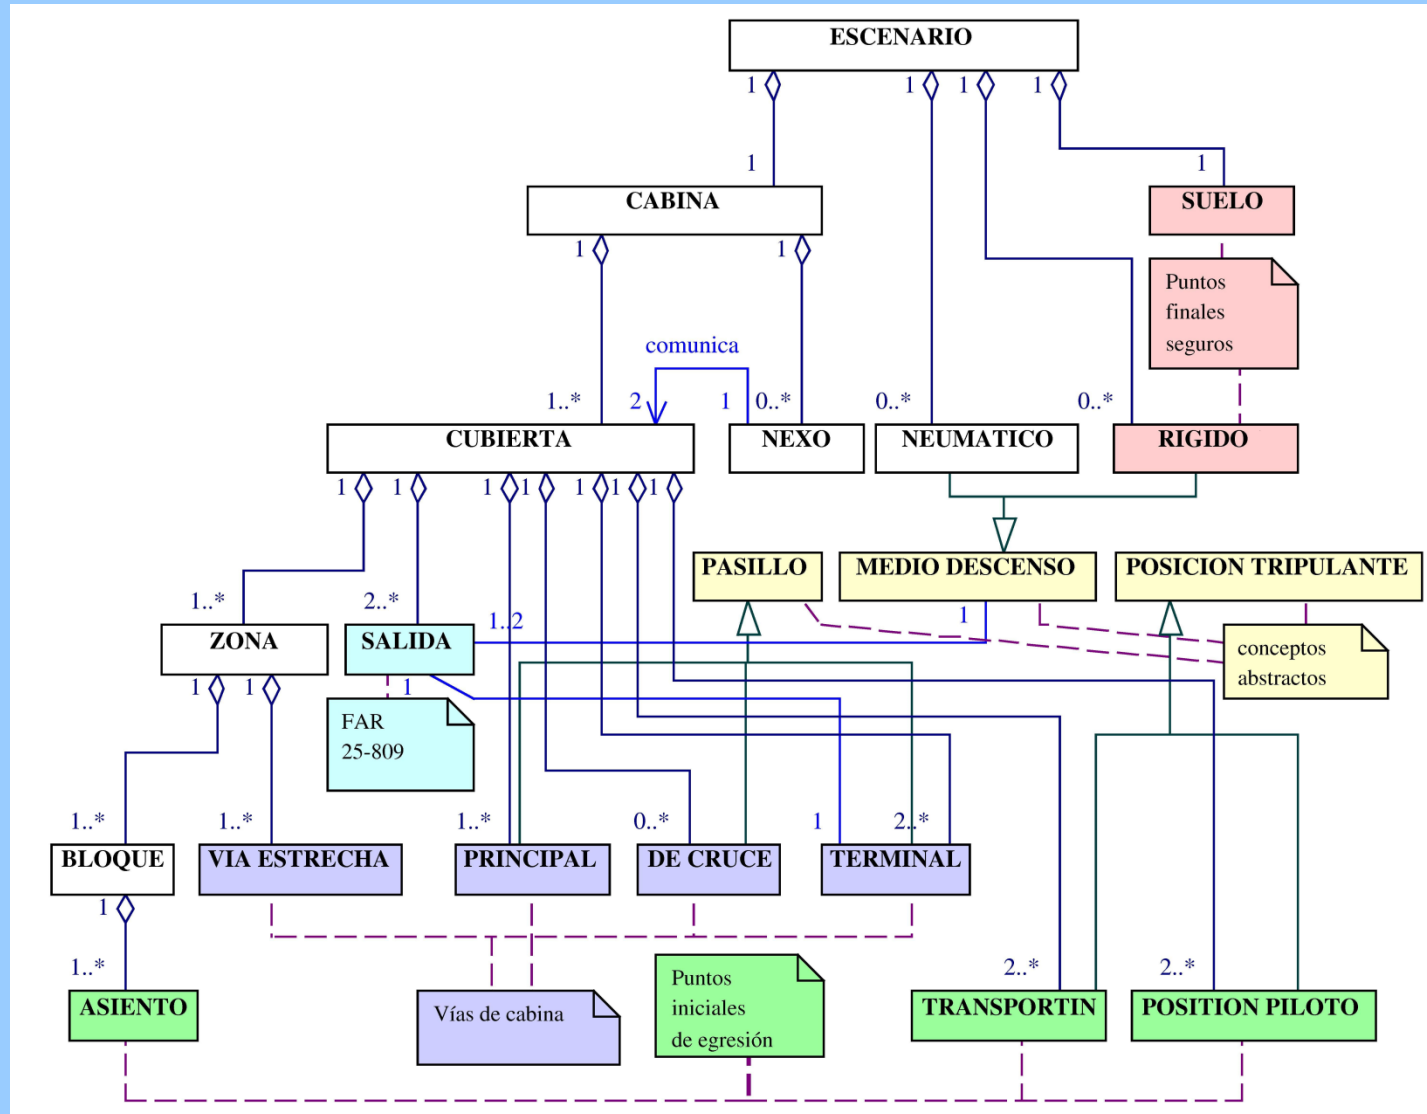 ESCENARIO
1 1 1 1
1 1
CABINA SUELO
1 1
Puntos
finales
seguros
comunica
1..* 2 1 0..* 0..* 0..*
CUBIERTA NEXO NEUMATICO RIGIDO
1 1 1 1 1 1 1
PASILLO MEDIO DESCENSO POSICION TRIPULANTE
1..* 2..* 1..2 1
ZONA SALIDA
conceptos
abstractos
1 1 1
FAR
25-809
1..* 1..* 1..* 0..* 1 2..*
BLOQUE VIA ESTRECHA PRINCIPAL DE CRUCE TERMINAL
1
1..* 2..* 2..*
Puntos
iniciales
de egresión
ASIENTO TRANSPORTIN POSITION PILOTO
Vías de cabina